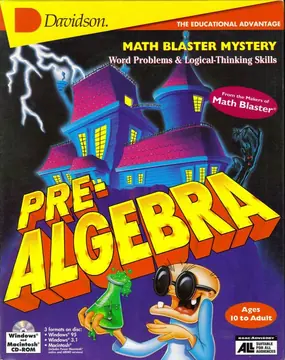 Davidson.
THE EDUCATIONAL ADVANTAGE
MATH BLASTER MYSTERY
Word Problems & Logical-Thinking Skills
From the Makers of
Math Blaster®
PRE-
ALGEBRA
Ages
10 to Adult
Windows
and
Macintosh
CD-ROM
3 formats on disc:
• Windows® 95
• Windows® 3.1
• Macintosh®
SUITABLE
FOR ALL
AUDIENCES